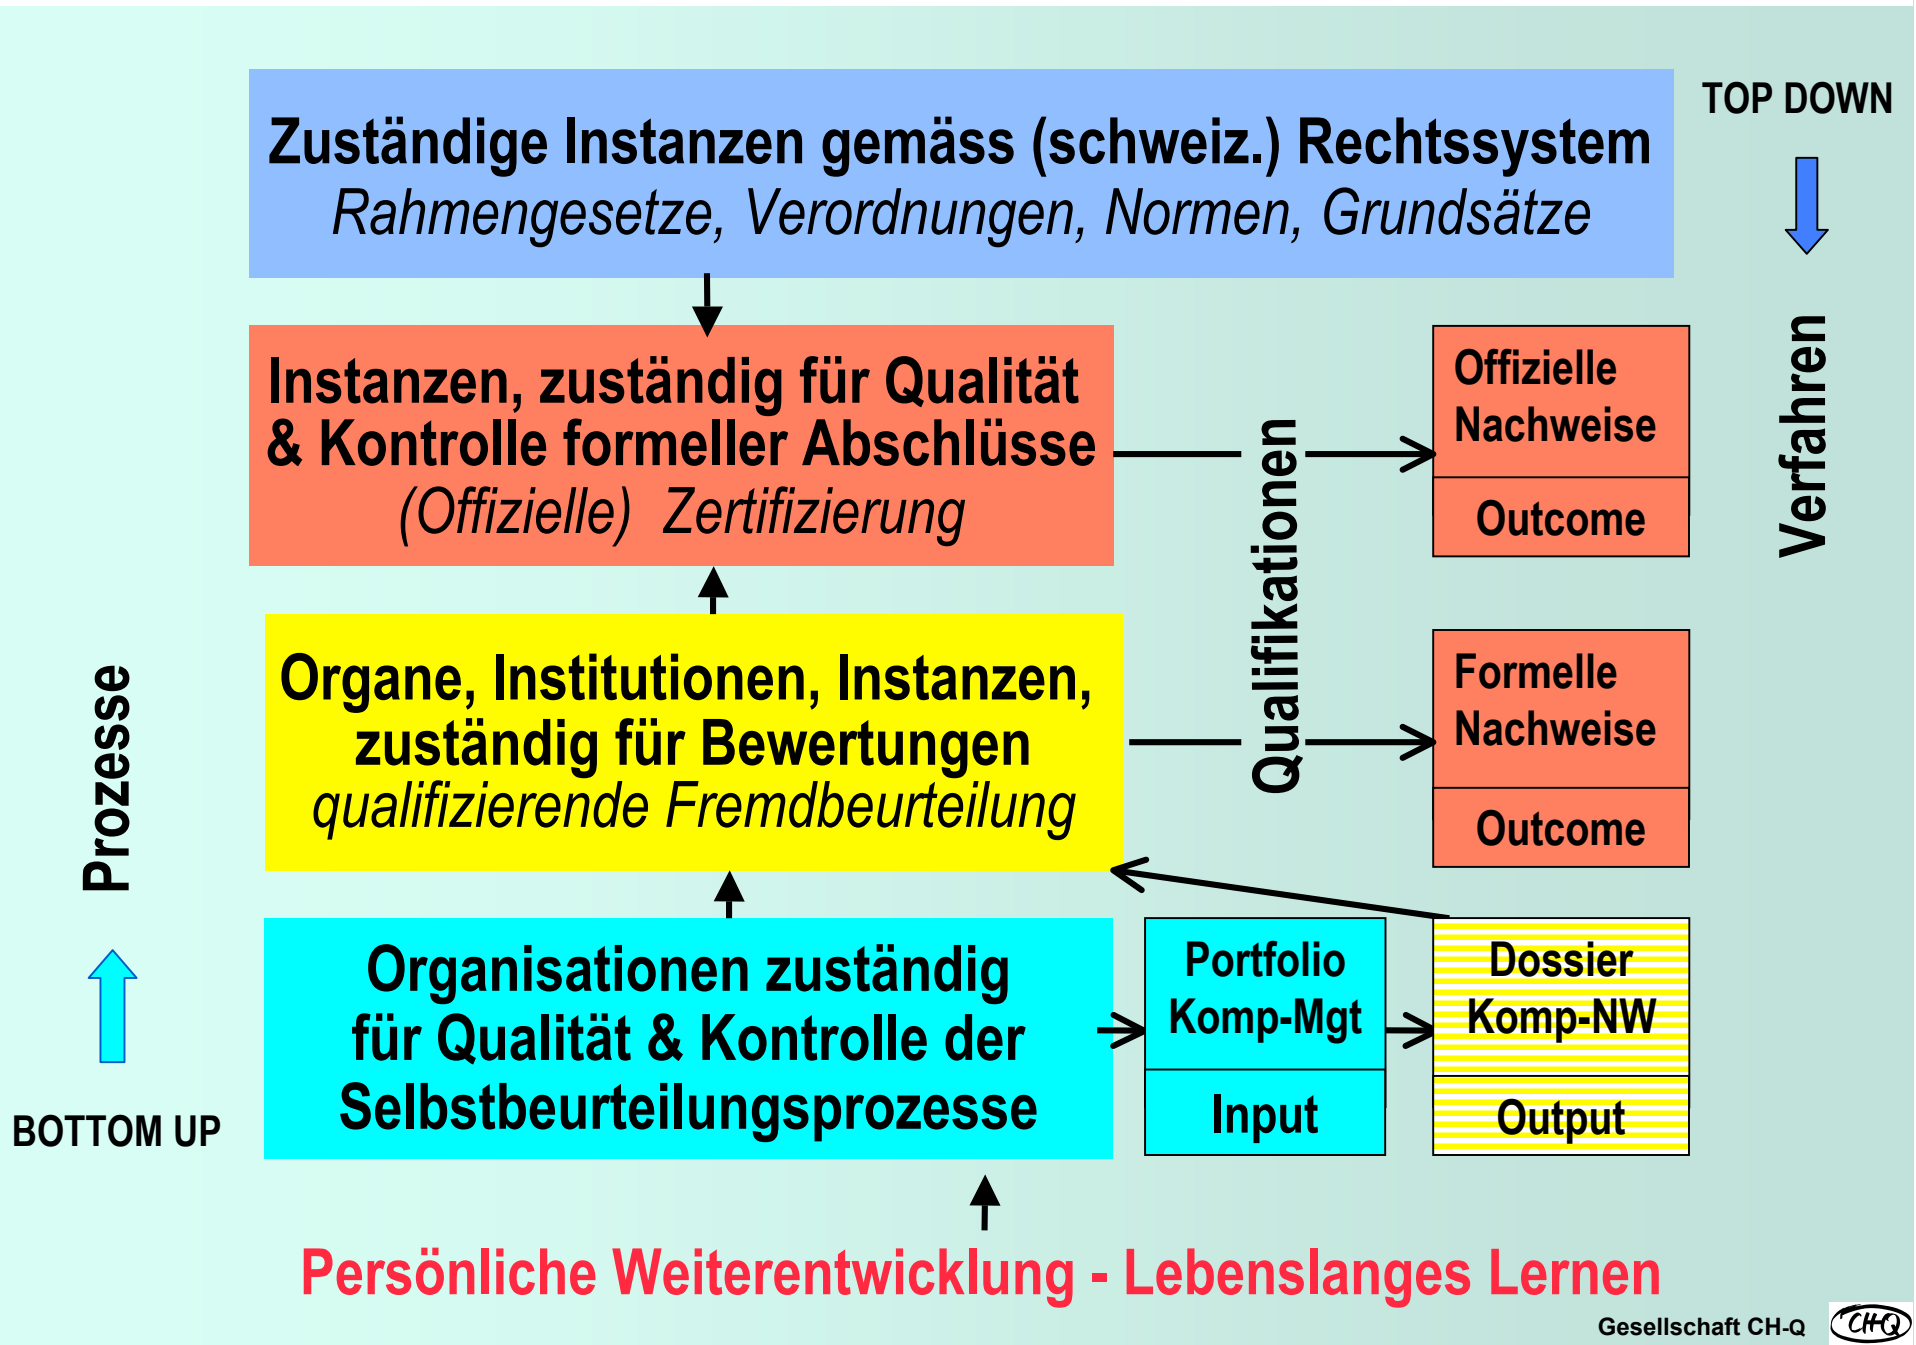 TOP DOWN
Zuständige Instanzen gemäss (schweiz.) Rechtssystem
Rahmengesetze, Verordnungen, Normen, Grundsätze
Verfahren
Instanzen, zuständig für Qualität
& Kontrolle formeller Abschlüsse
(Offizielle) Zertifizierung
Qualifikationen
Offizielle
Nachweise
Outcome
Prozesse
Organe, Institutionen, Instanzen,
zuständig für Bewertungen
qualifizierende Fremdbeurteilung
Formelle
Nachweise
Outcome
BOTTOM UP
Organisationen zuständig
für Qualität & Kontrolle der
Selbstbeurteilungsprozesse
Portfolio
Komp-Mgt
Input
Dossier
Komp-NW
Output
Persönliche Weiterentwicklung - Lebenslanges Lernen
Gesellschaft CH-Q
CH-Q